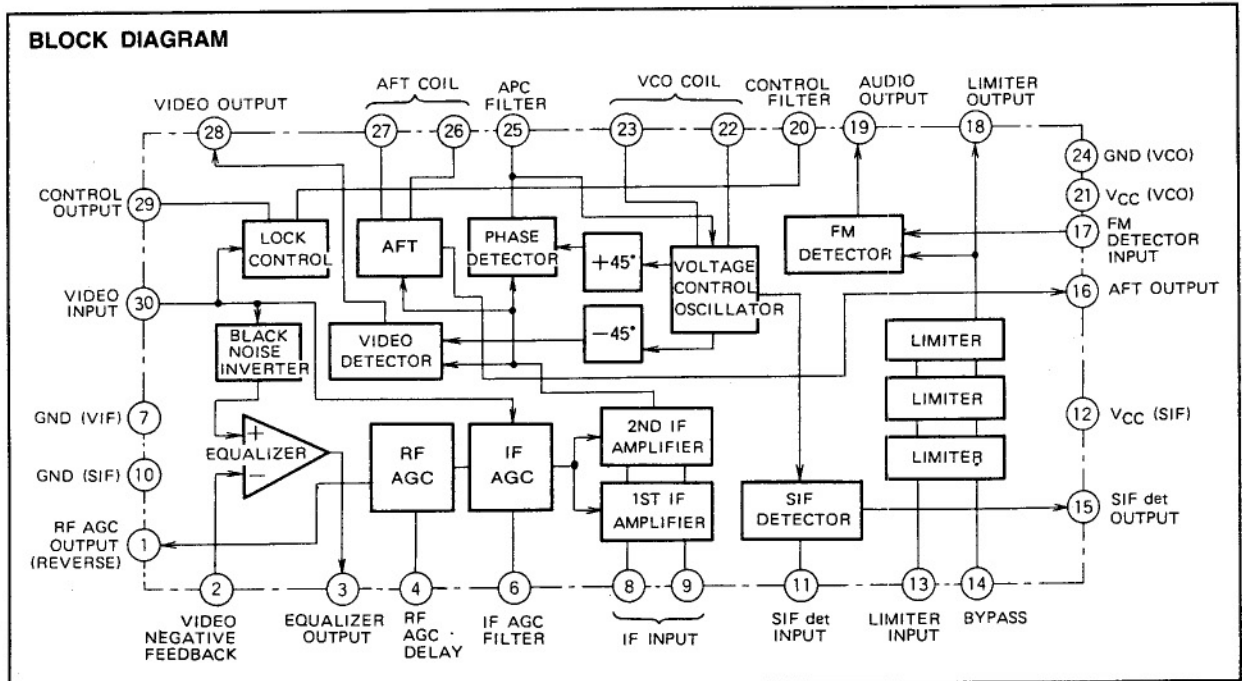 BLOCK DIAGRAM
AFT COIL
VCO COIL
VIDEO OUTPUT
APC
FILTER
CONTROL
FILTER
AUDIO
OUTPUT
LIMITER
OUTPUT
28
27
26
25
23
22
20
19
18
24
GND (VCO)
CONTROL
OUTPUT
29
21
VCC (VCO)
17
FM
DETECTOR
INPUT
LOCK
CONTROL
AFT
PHASE
DETECTOR
+45°
VOLTAGE
CONTROL
OSCILLATOR
FM
DETECTOR
VIDEO
INPUT
30
16
AFT OUTPUT
BLACK
NOISE
INVERTER
VIDEO
DETECTOR
−45°
LIMITER
LIMITER
LIMITER
GND (VIF)
7
12
VCC (SIF)
+
EQUALIZER
−
RF
AGC
IF
AGC
2ND IF
AMPLIFIER
1ST IF
AMPLIFIER
SIF
DETECTOR
GND (SIF)
10
15
SIF det
OUTPUT
RF AGC
OUTPUT
(REVERSE)
1
2
3
4
6
8
9
11
13
14
VIDEO
NEGATIVE
FEEDBACK
EQUALIZER
OUTPUT
RF
AGC
DELAY
IF AGC
FILTER
IF INPUT
SIF det
INPUT
LIMITER
INPUT
BYPASS